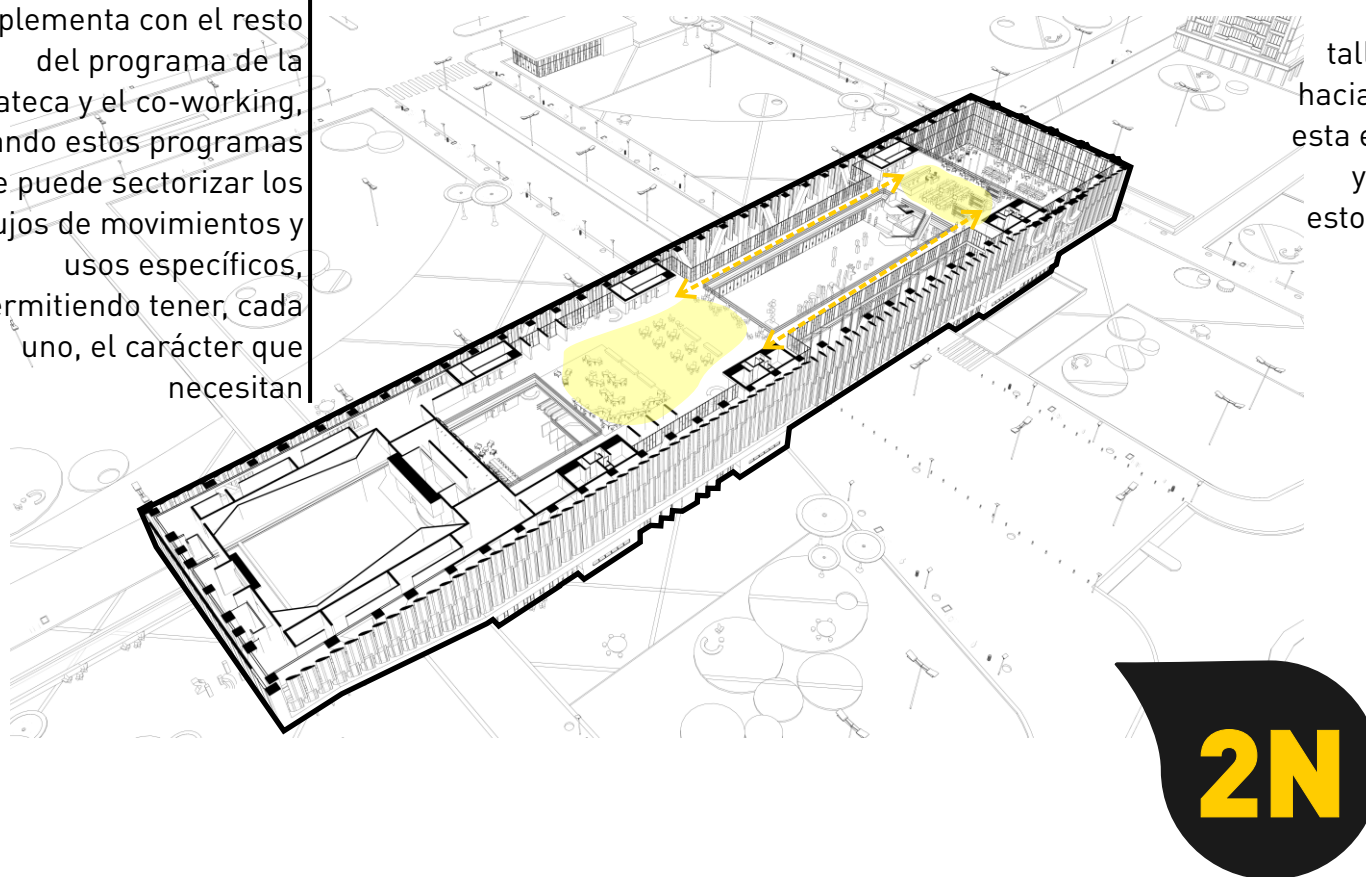 plementa con el resto
del programa de la
ateca y el co-working,
ando estos programas
e puede sectorizar los
ujos de movimientos y
usos específicos,
ermitiendo tener, cada
uno, el carácter que
necesitan
tall
hacia
esta e
y
esto
2N